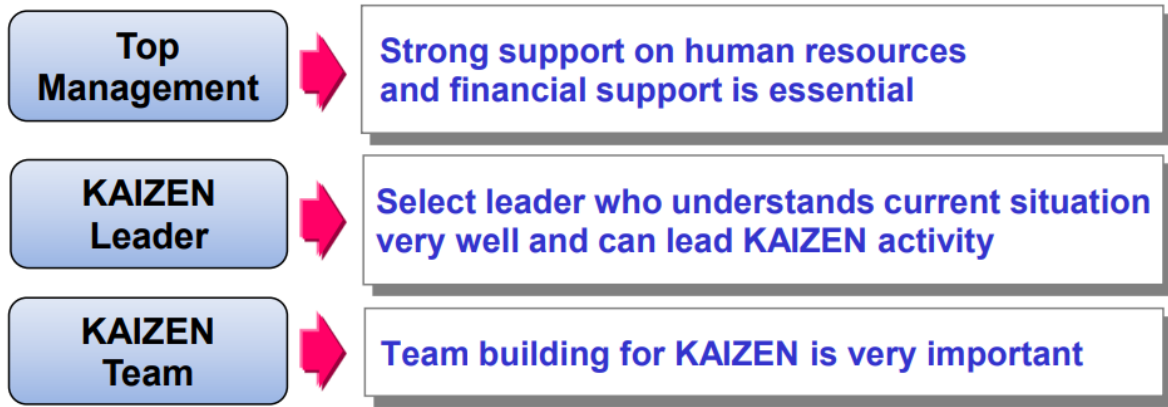 Top
Management
Strong support on human resources
and financial support is essential
KAIZEN
Leader
Select leader who understands current situation
very well and can lead KAIZEN activity
KAIZEN
Team
Team building for KAIZEN is very important